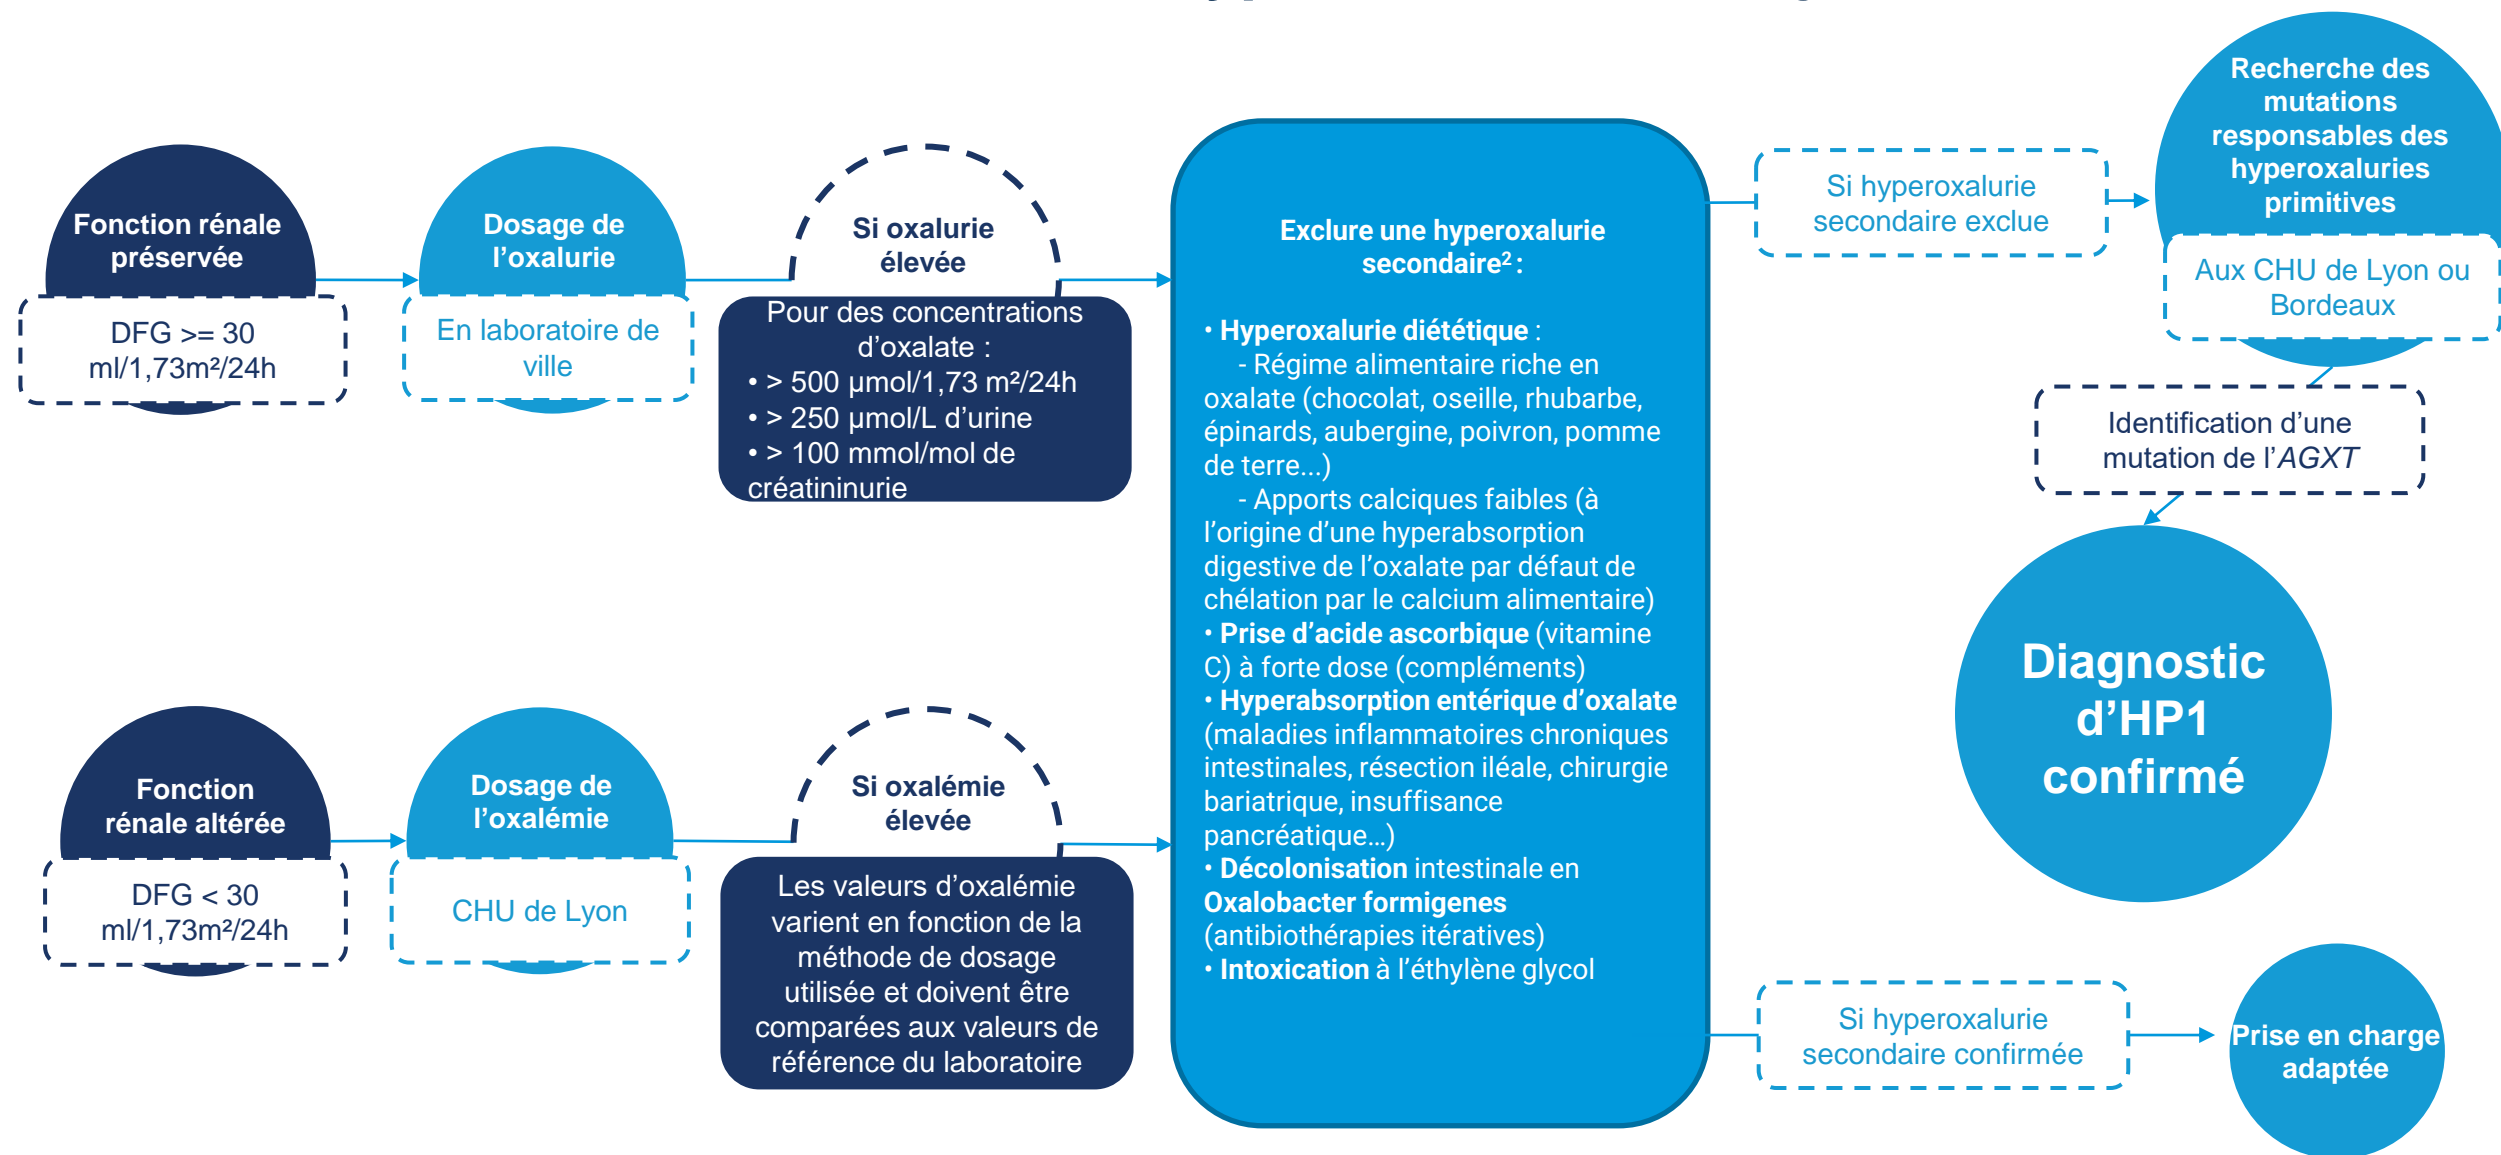 Fonction rénale
préservée
DFG >= 30
ml/1,73m²/24h
Dosage de
l’oxalurie
En laboratoire de
ville
Si oxalurie
élevée
Pour des concentrations
d’oxalate :
• > 500 µmol/1,73 m²/24h
• > 250 µmol/L d’urine
• > 100 mmol/mol de
créatininurie
Fonction
rénale altérée
DFG < 30
ml/1,73m²/24h
Dosage de
l’oxalémie
CHU de Lyon
Si oxalémie
élevée
Les valeurs d’oxalémie
varient en fonction de la
méthode de dosage
utilisée et doivent être
comparées aux valeurs de
référence du laboratoire
Exclure une hyperoxalurie
secondaire² :
• Hyperoxalurie diététique :
- Régime alimentaire riche en
oxalate (chocolat, oseille, rhubarbe,
épinards, aubergine, poivron, pomme
de terre...)
- Apports calciques faibles (à
l’origine d’une hyperabsorption
digestive de l’oxalate par défaut de
chélation par le calcium alimentaire)
• Prise d’acide ascorbique (vitamine
C) à forte dose (compléments)
• Hyperabsorption entérique d’oxalate
(maladies inflammatoires chroniques
intestinales, résection iléale, chirurgie
bariatrique, insuffisance
pancréatique…)
• Décolonisation intestinale en
Oxalobacter formigenes
(antibiothérapies itératives)
• Intoxication à l’éthylène glycol
Si hyperoxalurie
secondaire exclue
Recherche des
mutations
responsables des
hyperoxaluries
primitives
Aux CHU de Lyon ou
Bordeaux
Identification d’une
mutation de l’AGXT
Diagnostic
d’HP1
confirmé
Si hyperoxalurie
secondaire confirmée
Prise en charge
adaptée